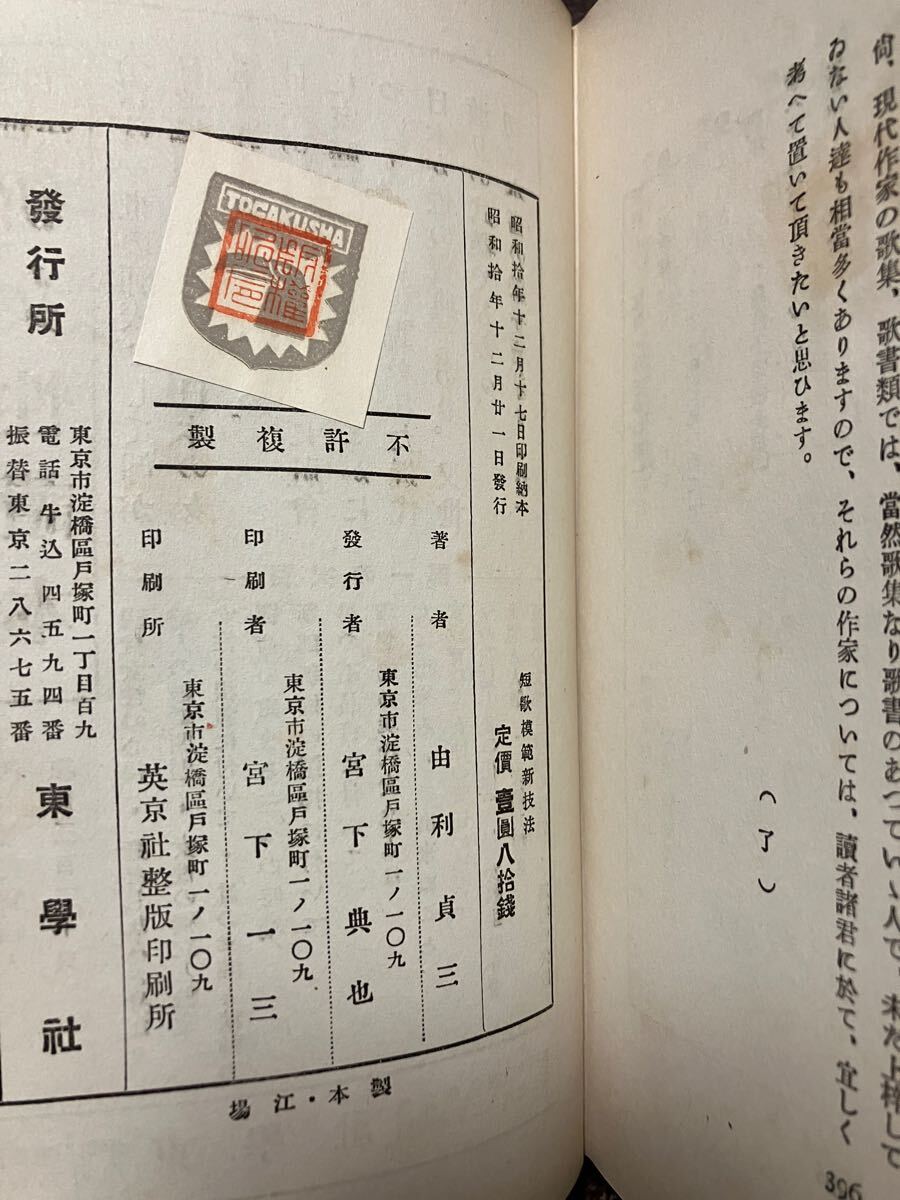 尙、現代作家の歌集、歌書類では、當然歌集なり歌書のあつていゝ人で、未だ上梓して
ゐない人達も相當多くありますので、それらの作家については、讀者諸君に於て、宜しく
考へて置いて頂きたいと思ひます。
(了)
396
昭和拾年十二月十七日印刷納本
昭和拾年十二月廿一日發行
短歌模範新技法
定價 壹圓八拾錢
TOGAKUSHA
不許複製
著者 由利貞三
東京市淀橋區戸塚町一ノ一〇九
發行者 宮下典也
東京市淀橋區戸塚町一ノ一〇九
印刷者 宮下一三
東京市淀橋區戸塚町一ノ一〇九
印刷所 英京社整版印刷所
發行所
東京市淀橋區戸塚町一丁目百九
電話牛込四五九四番
振替東京二八六七五番
東學社
製本・江場